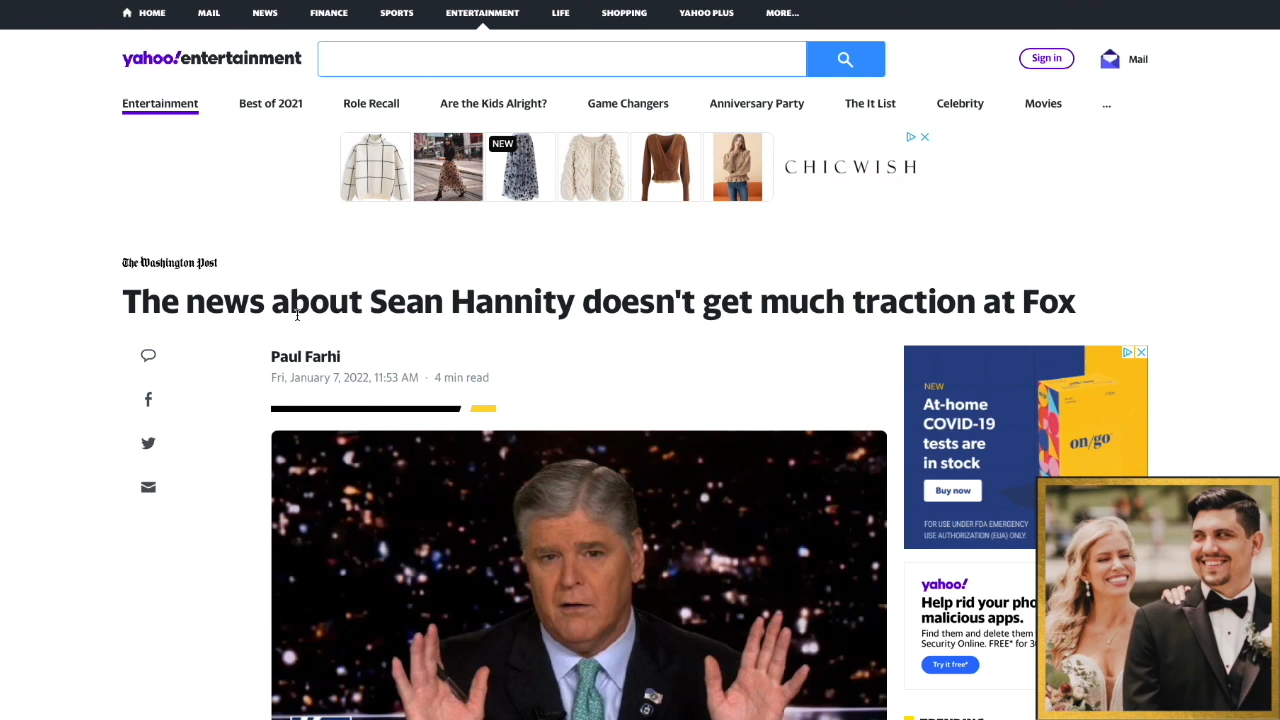 HOME MAIL NEWS FINANCE SPORTS ENTERTAINMENT LIFE SHOPPING YAHOO PLUS MORE...
yahoo!entertainment
Sign in
Mail
Entertainment Best of 2021 Role Recall Are the Kids Alright? Game Changers Anniversary Party The It List Celebrity Movies ...
NEW
CHICWISH
The Washington Post
The news about Sean Hannity doesn't get much traction at Fox
Paul Farhi
Fri, January 7, 2022, 11:53 AM · 4 min read
NEW
At-home
COVID-19
tests are
in stock
on/go
Buy now
FOR USE UNDER FDA EMERGENCY
USE AUTHORIZATION (EUA) ONLY.
yahoo!
Help rid your pho
malicious apps.
Find them and delete them
Security Online. FREE* for 3
Try it free*